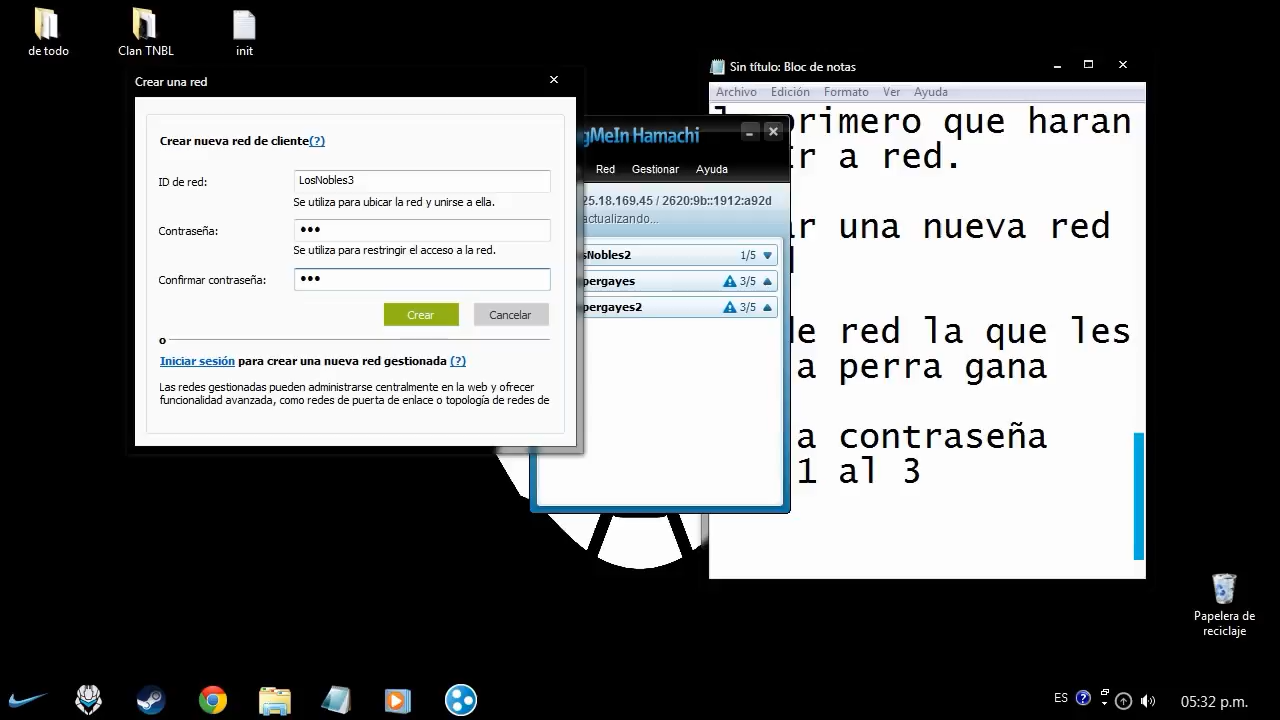 de todo
Clan TNBL
init
Crear una red
Crear nueva red de cliente(?)
ID de red:
LosNobles3
Se utiliza para ubicar la red y unirse a ella.
Contraseña:
•••
Se utiliza para restringir el acceso a la red.
Confirmar contraseña:
•••
Crear
Cancelar
o
Iniciar sesión para crear una nueva red gestionada (?)
Las redes gestionadas pueden administrarse centralmente en la web y ofrecer
funcionalidad avanzada, como redes de puerta de enlace o topología de redes de
gMeIn Hamachi
Red Gestionar Ayuda
25.18.169.45 / 2620:9b::1912:a92d
actualizando...
sNobles2 1/5
pergayes 3/5
pergayes2 3/5
Sin título: Bloc de notas
Archivo Edición Formato Ver Ayuda
primero que haran
ir a red.
r una nueva red
de red la que les
a perra gana
a contraseña
1 al 3
Papelera de
reciclaje
ES
05:32 p.m.